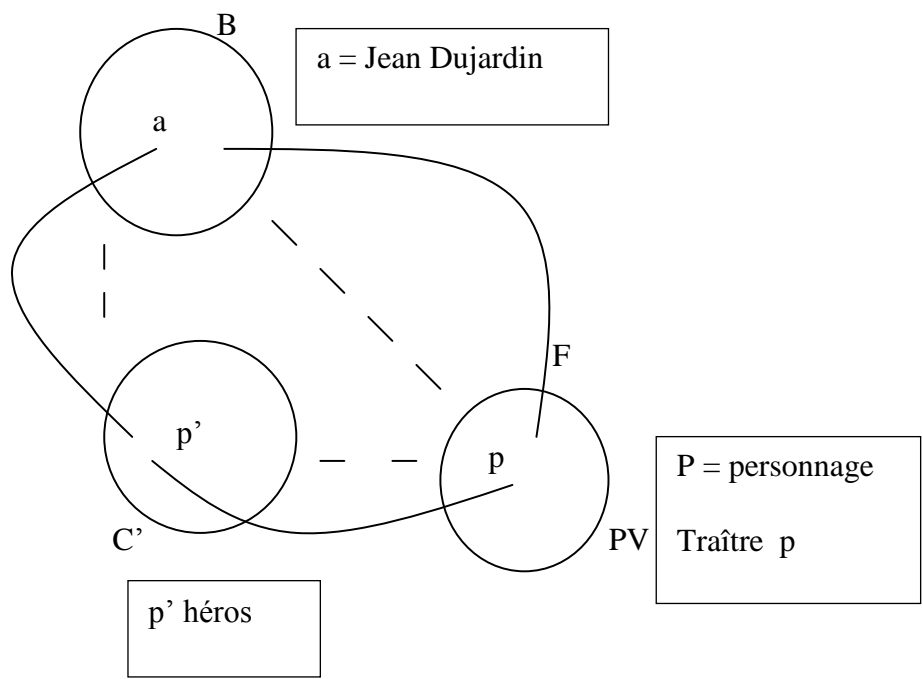 B
a = Jean Dujardin
a
F
p’
p
P = personnage
C’
PV
Traître p
p’ héros